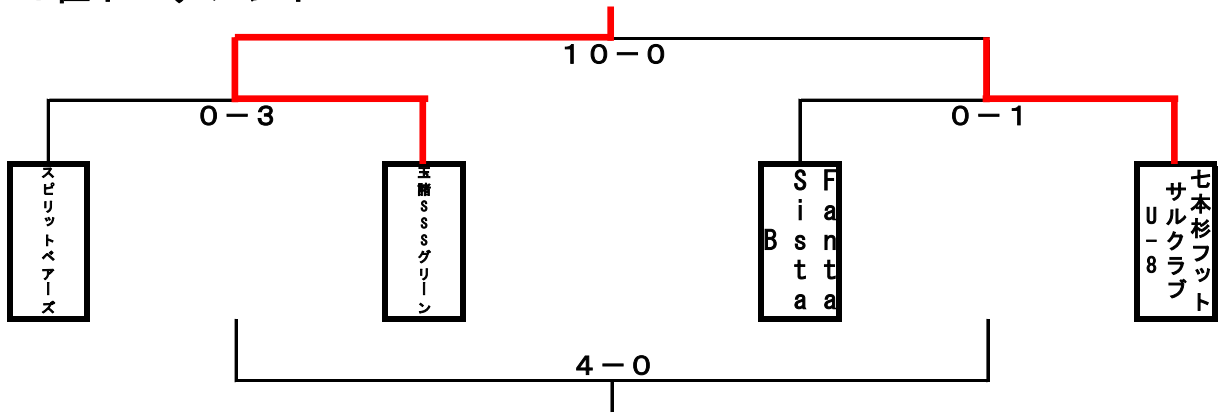 10－0
0－3
0－1
スピリットベアーズ
玉諸SSSグリーン
Fanta
Sista
B
七本杉フット
サルクラブ
U－8
4－0